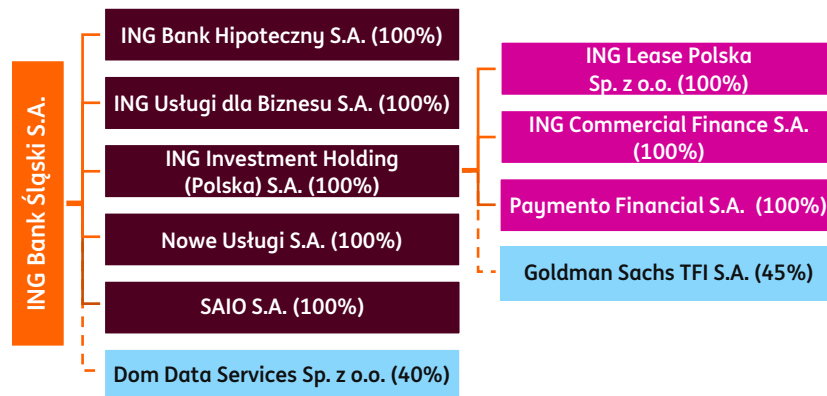 ING Bank Śląski S.A.
ING Bank Hipoteczny S.A. (100%)
ING Usługi dla Biznesu S.A. (100%)
ING Investment Holding
(Polska) S.A. (100%)
Nowe Usługi S.A. (100%)
SAIO S.A. (100%)
Dom Data Services Sp. z o.o. (40%)
ING Lease Polska
Sp. z o.o. (100%)
ING Commercial Finance S.A.
(100%)
Paymento Financial S.A. (100%)
Goldman Sachs TFI S.A. (45%)